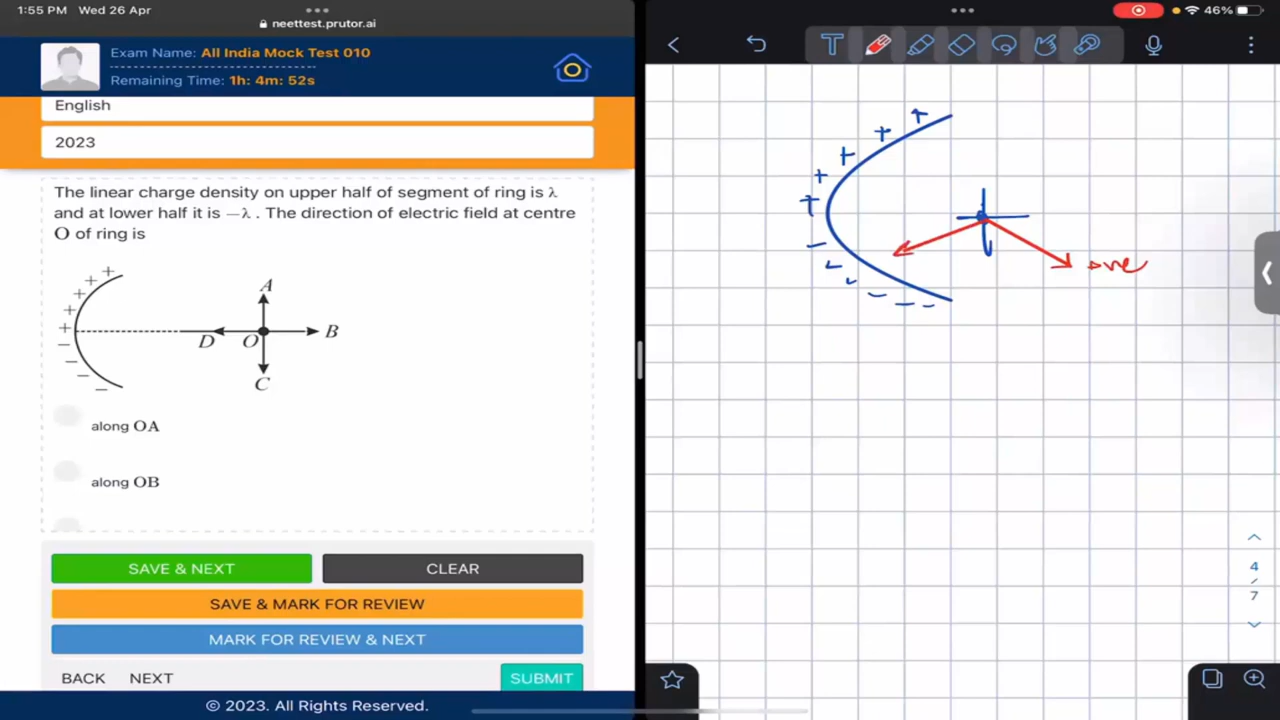 1:55 PM Wed 26 Apr
46%
neettest.prutor.ai
Exam Name: All India Mock Test 010
Remaining Time: 1h: 4m: 52s
English
2023
The linear charge density on upper half of segment of ring is λ
and at lower half it is −λ . The direction of electric field at centre
O of ring is
A
D O B
C
along OA
along OB
SAVE & NEXT
CLEAR
SAVE & MARK FOR REVIEW
MARK FOR REVIEW & NEXT
BACK NEXT
SUBMIT
© 2023. All Rights Reserved.
T
+ve
4
/
7